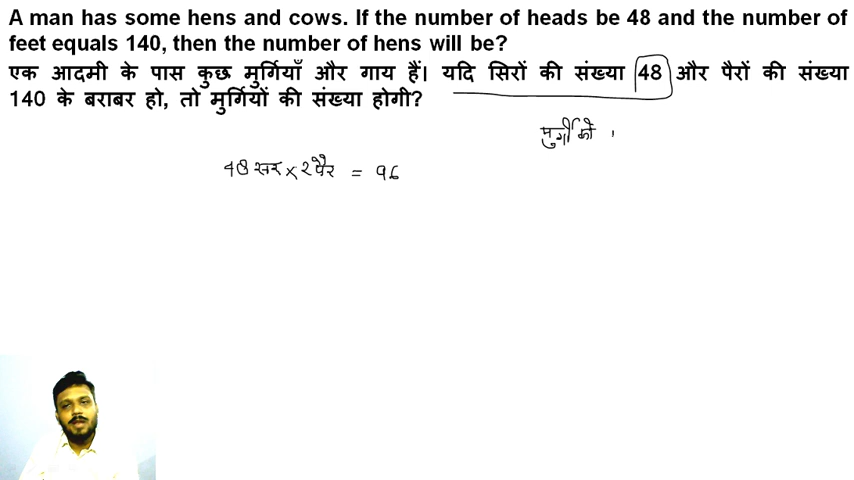 A man has some hens and cows. If the number of heads be 48 and the number of
feet equals 140, then the number of hens will be?
एक आदमी के पास कुछ मुर्गियाँ और गाय हैं। यदि सिरों की संख्या 48 और पैरों की संख्या
140 के बराबर हो, तो मुर्गियों की संख्या होगी?
मुर्गी को
48 सर × 2 पैर = 96